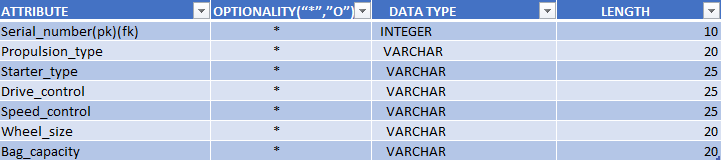 ATTRIBUTE OPTIONALITY("*","O") DATA TYPE LENGTH
Serial_number(pk)(fk) * INTEGER 10
Propulsion_type * VARCHAR 20
Starter_type * VARCHAR 25
Drive_control * VARCHAR 25
Speed_control * VARCHAR 25
Wheel_size * VARCHAR 20
Bag_capacity * VARCHAR 20